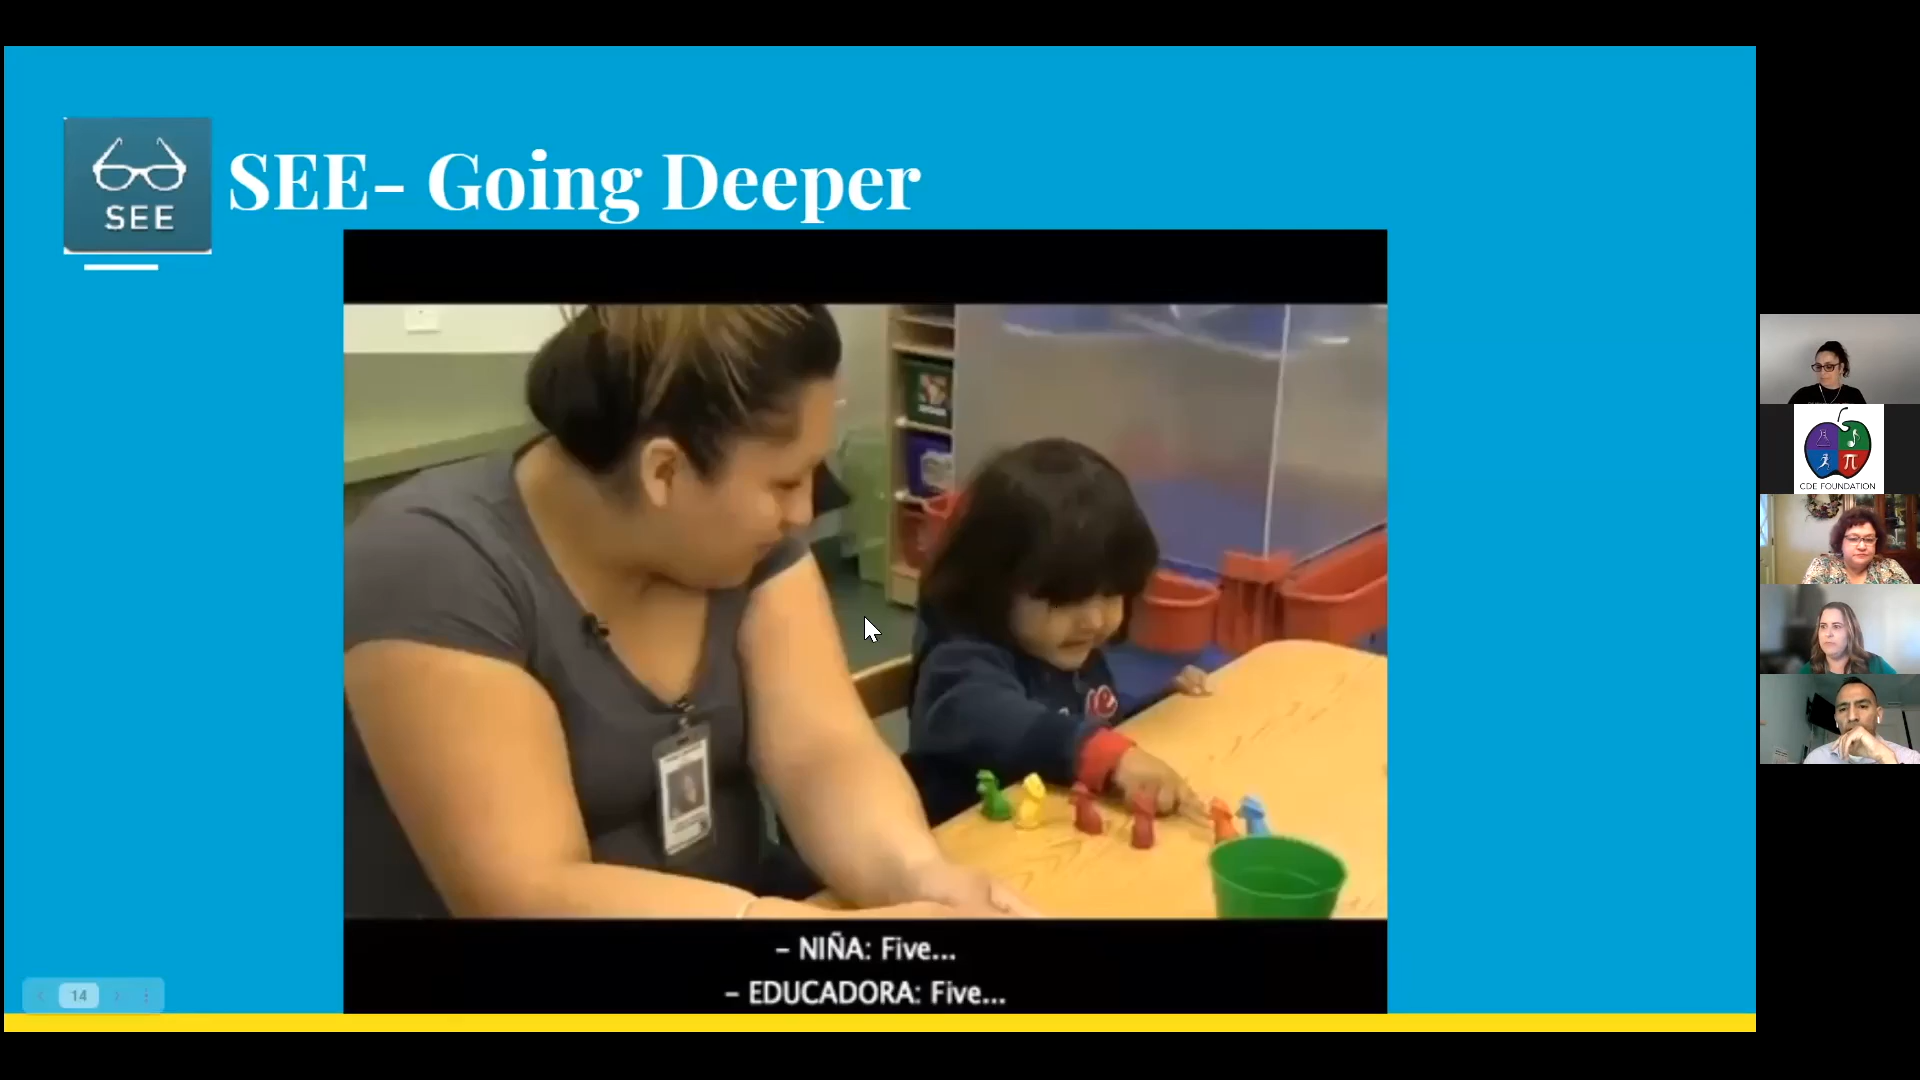 SEE
SEE- Going Deeper
– NIÑA: Five...
– EDUCADORA: Five...
14
π
CDE FOUNDATION